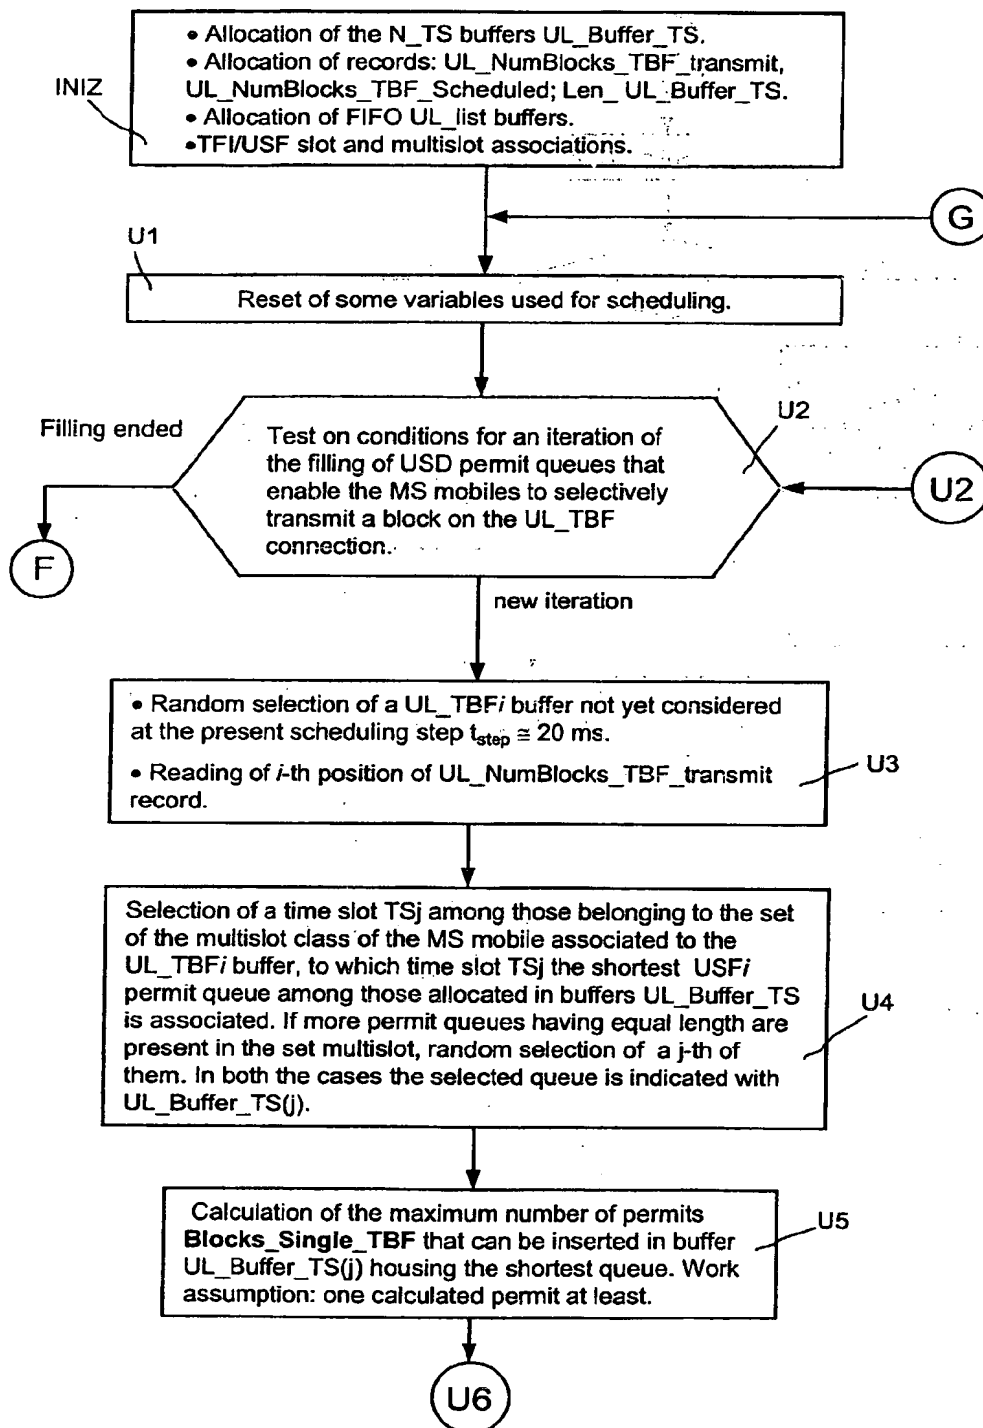 • Allocation of the N_TS buffers UL_Buffer_TS.
• Allocation of records: UL_NumBlocks_TBF_transmit,
UL_NumBlocks_TBF_Scheduled; Len_ UL_Buffer_TS.
• Allocation of FIFO UL_list buffers.
•TFI/USF slot and multislot associations.
INIZ
G
U1
Reset of some variables used for scheduling.
Filling ended
U2
Test on conditions for an iteration of
the filling of USD permit queues that
enable the MS mobiles to selectively
transmit a block on the UL_TBF
connection.
U2
F
new iteration
• Random selection of a UL_TBFi buffer not yet considered
at the present scheduling step tstep ≅ 20 ms.
• Reading of i-th position of UL_NumBlocks_TBF_transmit
record.
U3
Selection of a time slot TSj among those belonging to the set
of the multislot class of the MS mobile associated to the
UL_TBFi buffer, to which time slot TSj the shortest USFi
permit queue among those allocated in buffers UL_Buffer_TS
is associated. If more permit queues having equal length are
present in the set multislot, random selection of a j-th of
them. In both the cases the selected queue is indicated with
UL_Buffer_TS(j).
U4
Calculation of the maximum number of permits
Blocks_Single_TBF that can be inserted in buffer
UL_Buffer_TS(j) housing the shortest queue. Work
assumption: one calculated permit at least.
U5
U6